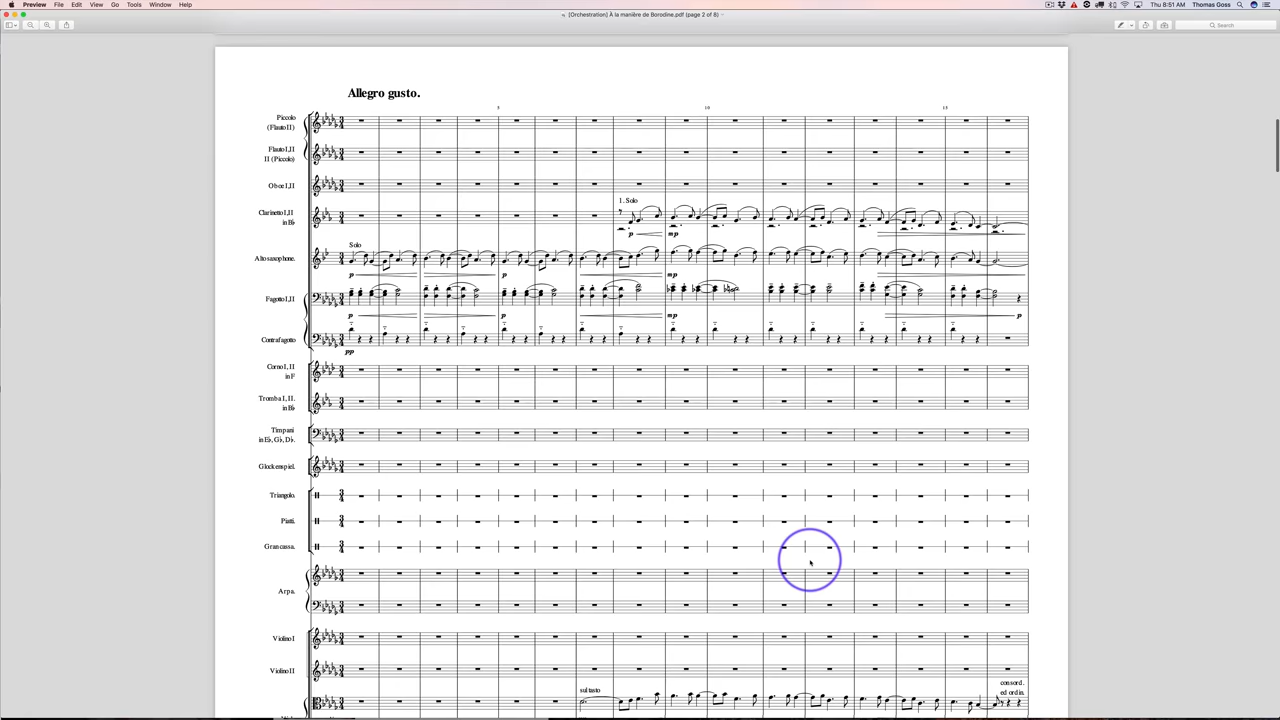 Preview File Edit View Go Tools Window Help Thu 8:51 AM Thomas Goss
[Orchestration] À la manière de Borodine.pdf (page 2 of 8)
Search
Allegro gusto.
5 10 15
Piccolo
(Flauto II)
Flauto I,II
II (Piccolo)
Oboe I,II
1. Solo
Clarinetto I,II
in B♭
p mp
Solo
Alto saxophone.
p p mp
Fagotto I,II
p p mp p
Contrafagotto
pp
Corno I, II
in F
Tromba I, II.
in B♭
Timpani
in E♭, G♭, D♭.
Glockenspiel.
Triangolo.
Piatti.
Gran cassa.
Arpa.
Violino I
Violino II
con sord.
sul tasto
ed ordin.